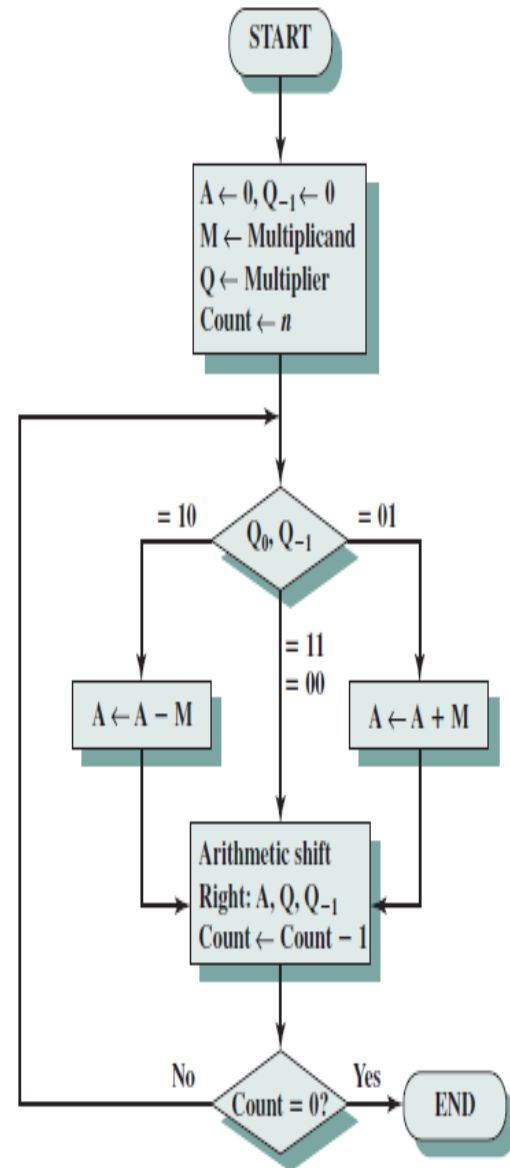 START
A ← 0, Q₋₁ ← 0
M ← Multiplicand
Q ← Multiplier
Count ← n
= 10
Q₀, Q₋₁
= 01
= 11
= 00
A ← A − M
A ← A + M
Arithmetic shift
Right: A, Q, Q₋₁
Count ← Count − 1
No
Count = 0?
Yes
END